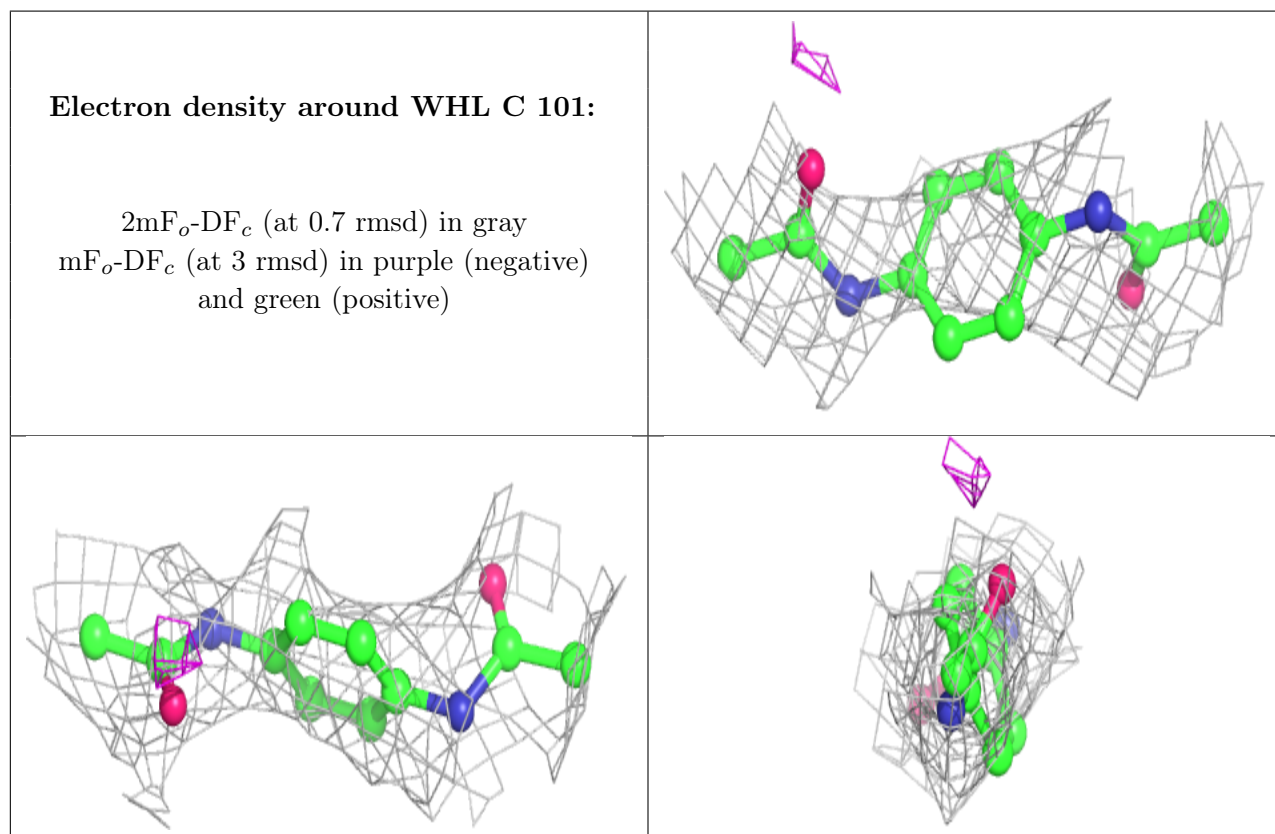 Electron density around WHL C 101:
2mFo-DFc (at 0.7 rmsd) in gray
mFo-DFc (at 3 rmsd) in purple (negative)
and green (positive)